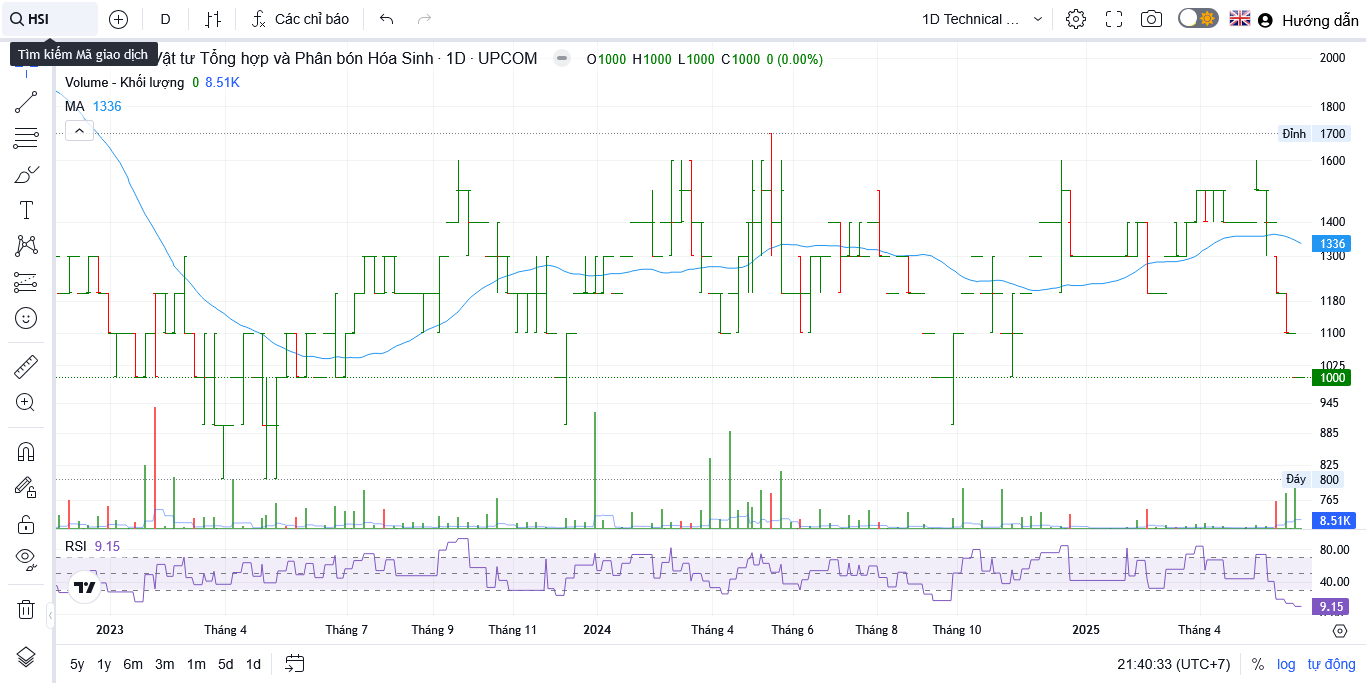 HSI
D
Các chỉ báo
1D Technical ...
Hướng dẫn
Tìm kiếm Mã giao dịch
Vật tư Tổng hợp và Phân bón Hóa Sinh · 1D · UPCOM
O1000 H1000 L1000 C1000 0 (0.00%)
Volume - Khối lượng 0 8.51K
MA 1336
2000
1800
Đỉnh 1700
1600
1400
1336
1300
1180
1100
1025
1000
945
885
825
Đáy 800
765
8.51K
RSI 9.15
80.00
40.00
9.15
2023 Tháng 4 Tháng 7 Tháng 9 Tháng 11 2024 Tháng 4 Tháng 6 Tháng 8 Tháng 10 2025 Tháng 4
5y 1y 6m 3m 1m 5d 1d
21:40:33 (UTC+7) % log tự động